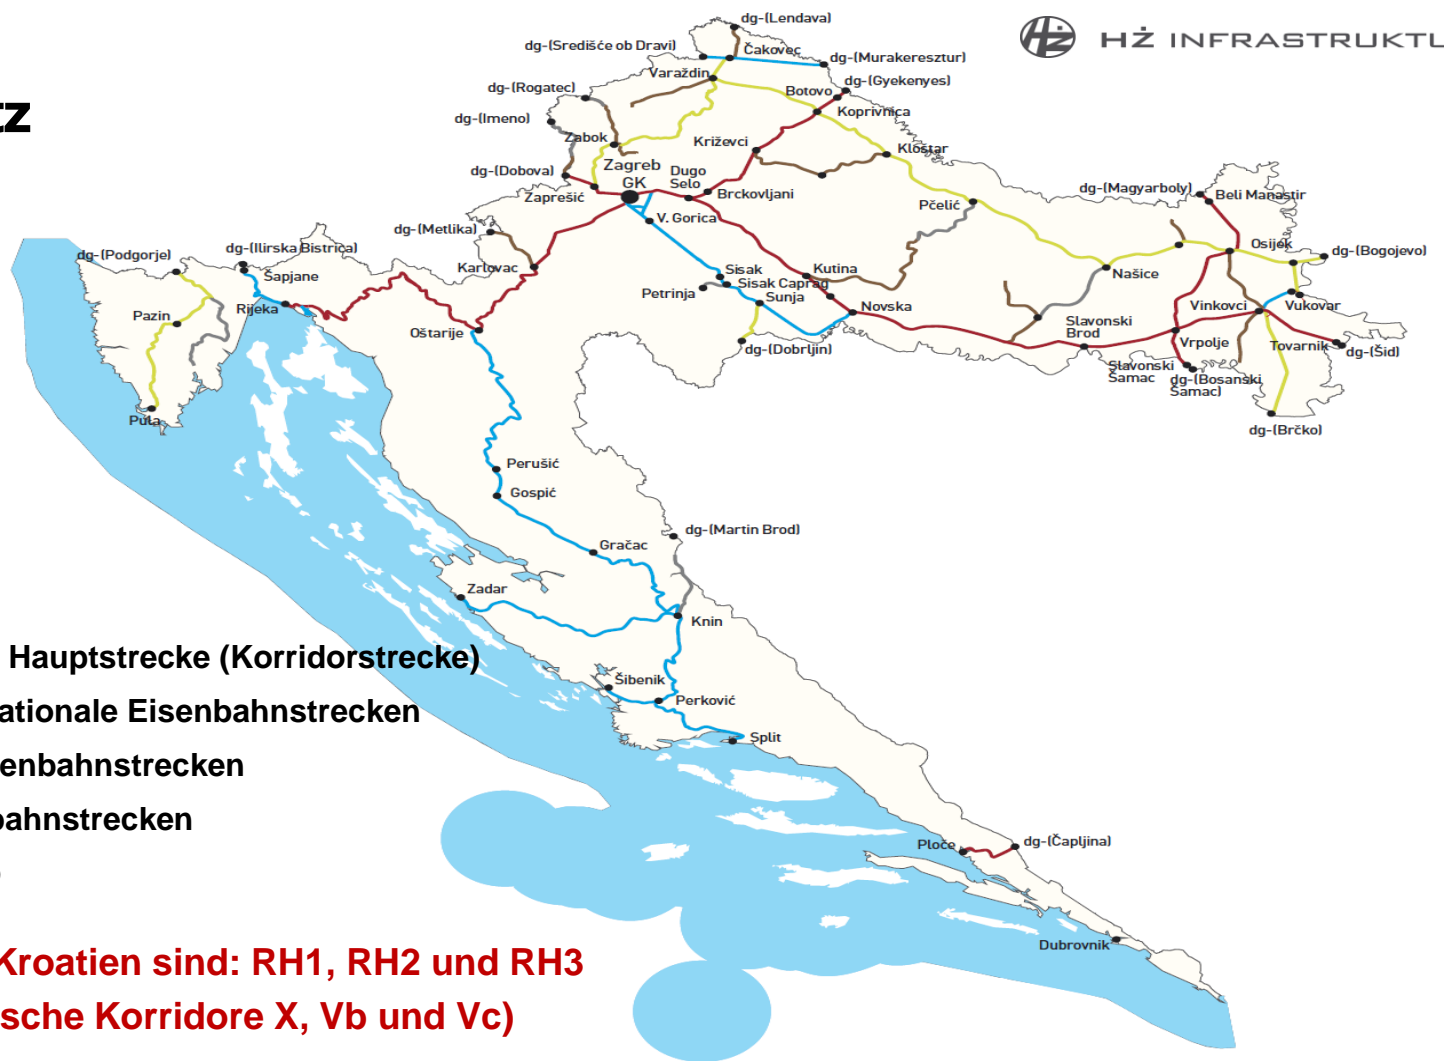 dg-(Lendava)
HŽ INFRASTRUKTU
dg-(Središće ob Dravi)
Čakovec
dg-(Murakeresztur)
Varaždin
dg-(Gyekenyes)
dg-(Rogatec)
Botovo
tz
Koprivnica
dg-(Imeno)
Zabok
Križevci
Kloštar
dg-(Dobova)
Zagreb
GK
Dugo
Selo
Zaprešić
Brckovljani
dg-(Magyarboly)
Beli Manastir
Pčelić
V. Gorica
dg-(Metlika)
dg-(Podgorje)
dg-(Ilirska Bistrica)
Osijek
dg-(Bogojevo)
Karlovac
Šapjane
Sisak
Kutina
Našice
Sisak Caprag
Petrinja
Sunja
Rijeka
Pazin
Novska
Vinkovci
Vukovar
Oštarije
Slavonski
Brod
Vrpolje
Tovarnik
dg-(Šid)
dg-(Dobrljin)
Slavonski
Šamac
dg-(Bosanski
Šamac)
Pula
dg-(Brčko)
Perušić
Gospić
dg-(Martin Brod)
Gračac
Zadar
Knin
Hauptstrecke (Korridorstrecke)
Šibenik
Perković
ationale Eisenbahnstrecken
Split
enbahnstrecken
bahnstrecken
Ploče
dg-(Čapljina)
Dubrovnik
Kroatien sind: RH1, RH2 und RH3
ische Korridore X, Vb und Vc)